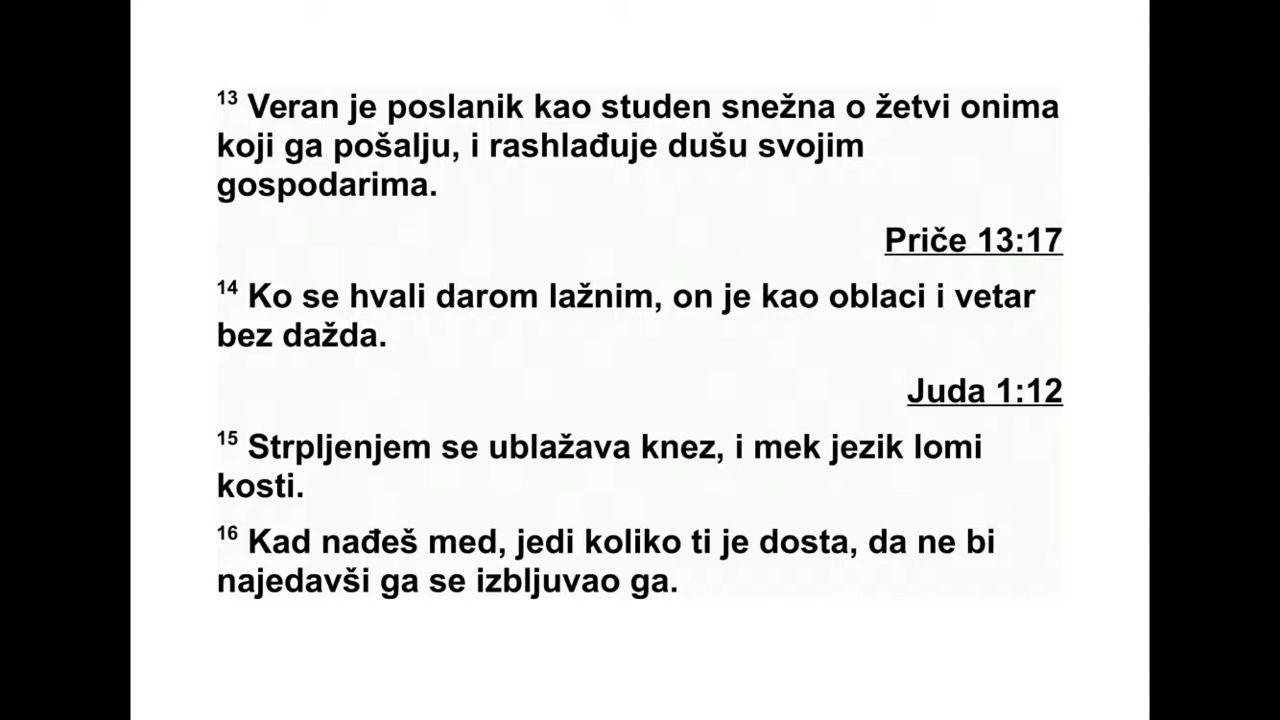 13 Veran je poslanik kao studen snežna o žetvi onima
koji ga pošalju, i rashlađuje dušu svojim
gospodarima.
Priče 13:17
14 Ko se hvali darom lažnim, on je kao oblaci i vetar
bez dažda.
Juda 1:12
15 Strpljenjem se ublažava knez, i mek jezik lomi
kosti.
16 Kad nađeš med, jedi koliko ti je dosta, da ne bi
najedavši ga se izbljuvao ga.